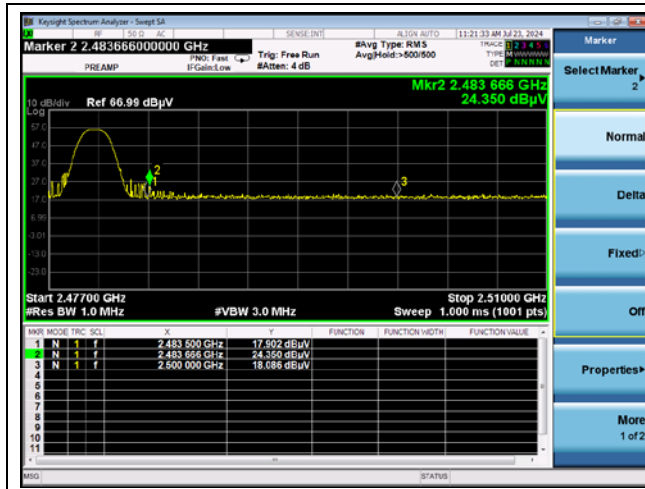 Keysight Spectrum Analyzer - Swept SA
RF 50 Ω AC SENSE:INT ALIGN AUTO 11:21:33 AM Jul 23, 2024
Marker 2 2.483666000000 GHz
PREAMP
PNO: Fast
IFGain:Low
Trig: Free Run
#Atten: 4 dB
#Avg Type: RMS
Avg|Hold:>500/500
TRACE 1 2 3 4 5 6
TYPE M W W W W W
DET P N N N N N
Mkr2 2.483 666 GHz
24.350 dBµV
10 dB/div Ref 66.99 dBµV
Log
57.0
47.0
37.0
27.0
17.0
6.99
-3.01
-13.0
-23.0
2
1
3
Start 2.47700 GHz Stop 2.51000 GHz
#Res BW 1.0 MHz #VBW 3.0 MHz Sweep 1.000 ms (1001 pts)
MKR MODE TRC SCL X Y FUNCTION FUNCTION WIDTH FUNCTION VALUE
1 N 1 f 2.483 500 GHz 17.902 dBµV
2 N 1 f 2.483 666 GHz 24.350 dBµV
3 N 1 f 2.500 000 GHz 18.086 dBµV
4
5
6
7
8
9
10
11
MSG STATUS
Marker
Select Marker
2
Normal
Delta
Fixed
Off
Properties
More
1 of 2